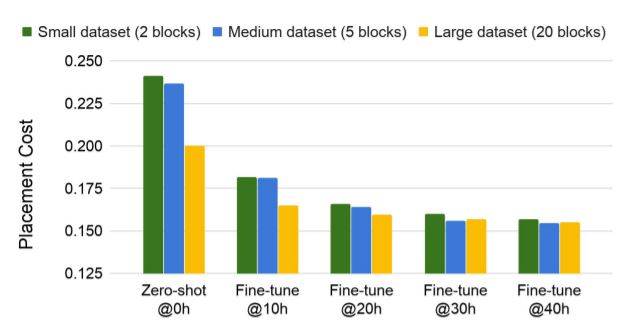 Small dataset (2 blocks) Medium dataset (5 blocks) Large dataset (20 blocks)
Placement Cost
0.250
0.225
0.200
0.175
0.150
0.125
Zero-shot @0h
Fine-tune @10h
Fine-tune @20h
Fine-tune @30h
Fine-tune @40h